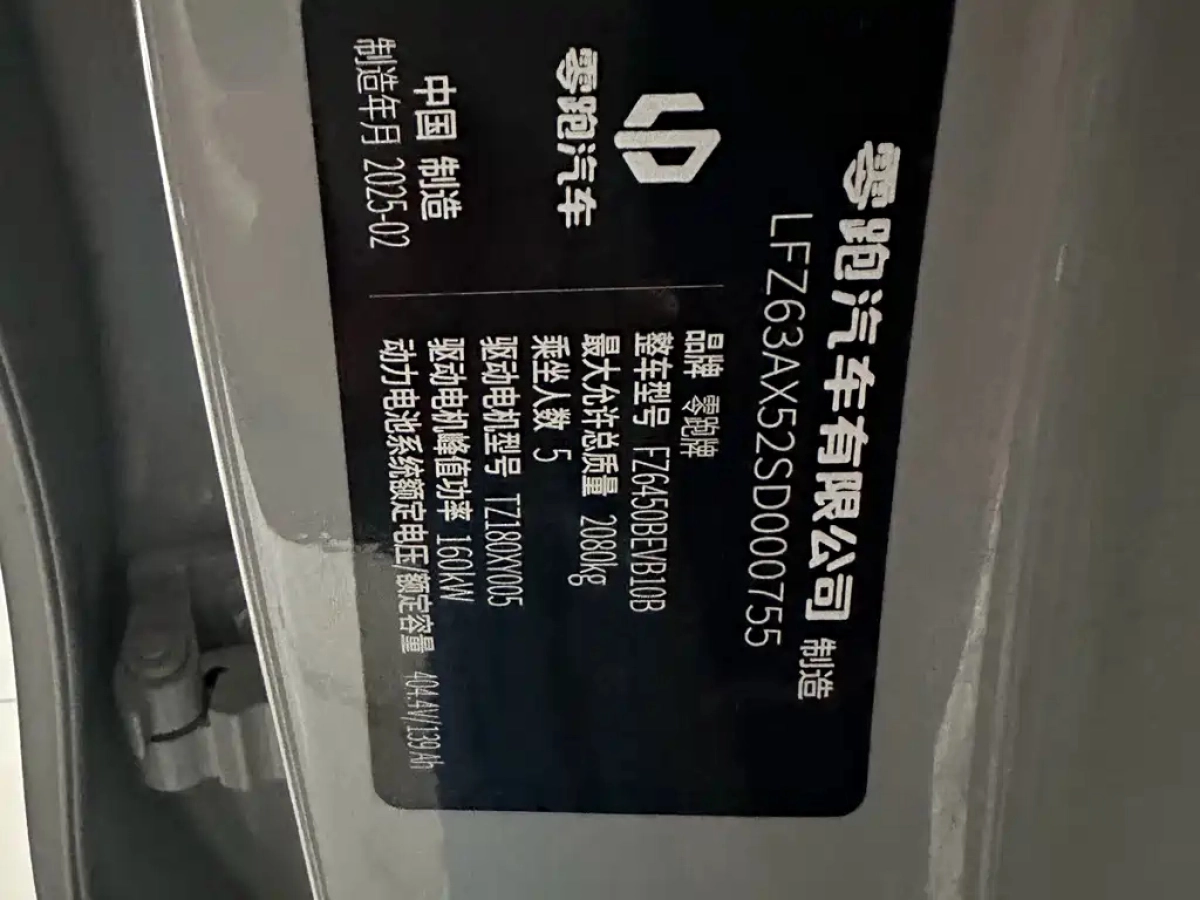 零跑汽车有限公司 制造
LFZ63AX52SD000755
零跑汽车
中国 制造
制造年月 2025-02
品牌 零跑牌
整车型号 FZ6450BEVB10B
最大允许总质量 2080kg
乘坐人数 5
驱动电机型号 TZ180XY005
驱动电机峰值功率 160kW
动力电池系统额定电压/额定容量 404.4V/139Ah